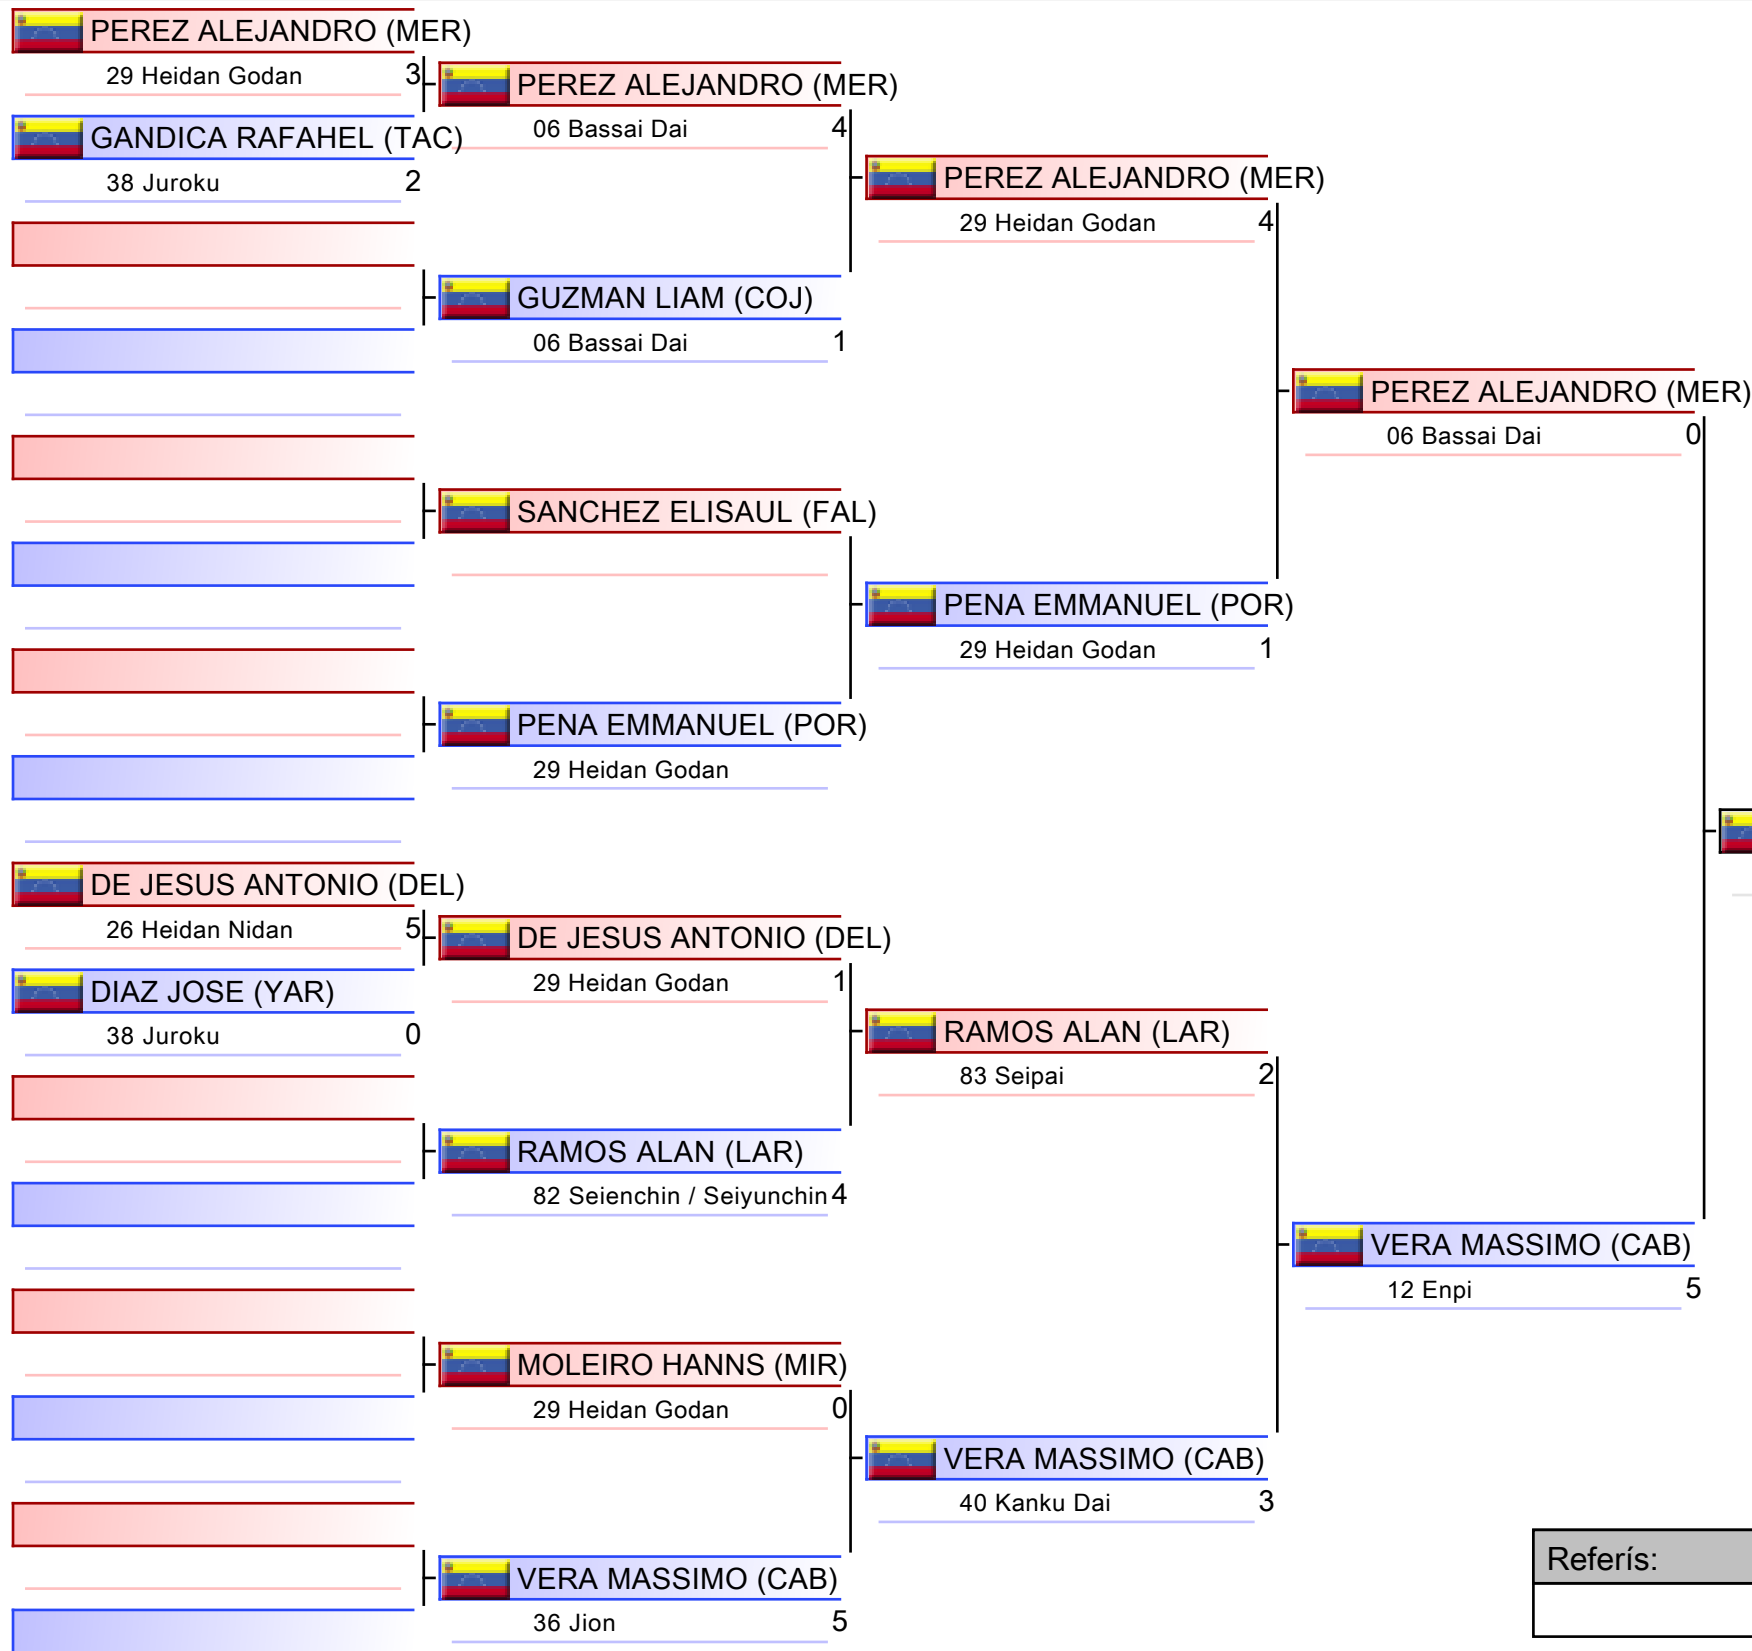 PEREZ ALEJANDRO (MER)
29 Heidan Godan 3
GANDICA RAFAHEL (TAC)
38 Juroku 2
DE JESUS ANTONIO (DEL)
26 Heidan Nidan 5
DIAZ JOSE (YAR)
38 Juroku 0
PEREZ ALEJANDRO (MER)
06 Bassai Dai 4
GUZMAN LIAM (COJ)
06 Bassai Dai 1
SANCHEZ ELISAUL (FAL)
PENA EMMANUEL (POR)
29 Heidan Godan
DE JESUS ANTONIO (DEL)
29 Heidan Godan 1
RAMOS ALAN (LAR)
82 Seienchin / Seiyunchin 4
MOLEIRO HANNS (MIR)
29 Heidan Godan 0
VERA MASSIMO (CAB)
36 Jion 5
PEREZ ALEJANDRO (MER)
29 Heidan Godan 4
PENA EMMANUEL (POR)
29 Heidan Godan 1
RAMOS ALAN (LAR)
83 Seipai 2
VERA MASSIMO (CAB)
40 Kanku Dai 3
PEREZ ALEJANDRO (MER)
06 Bassai Dai 0
VERA MASSIMO (CAB)
12 Enpi 5
Referís: